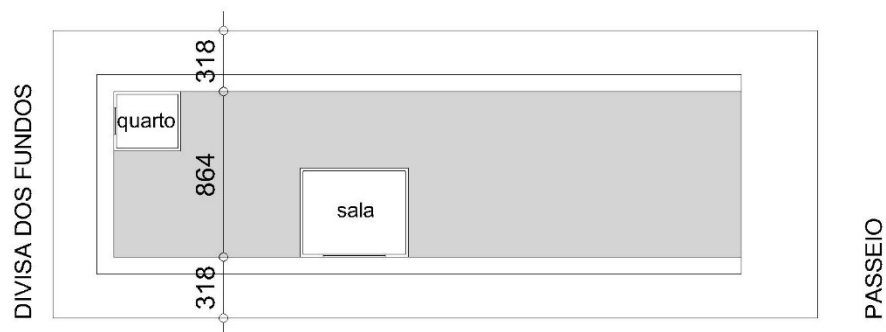 DIVISA DOS FUNDOS
318
864
318
quarto
sala
PASSEIO